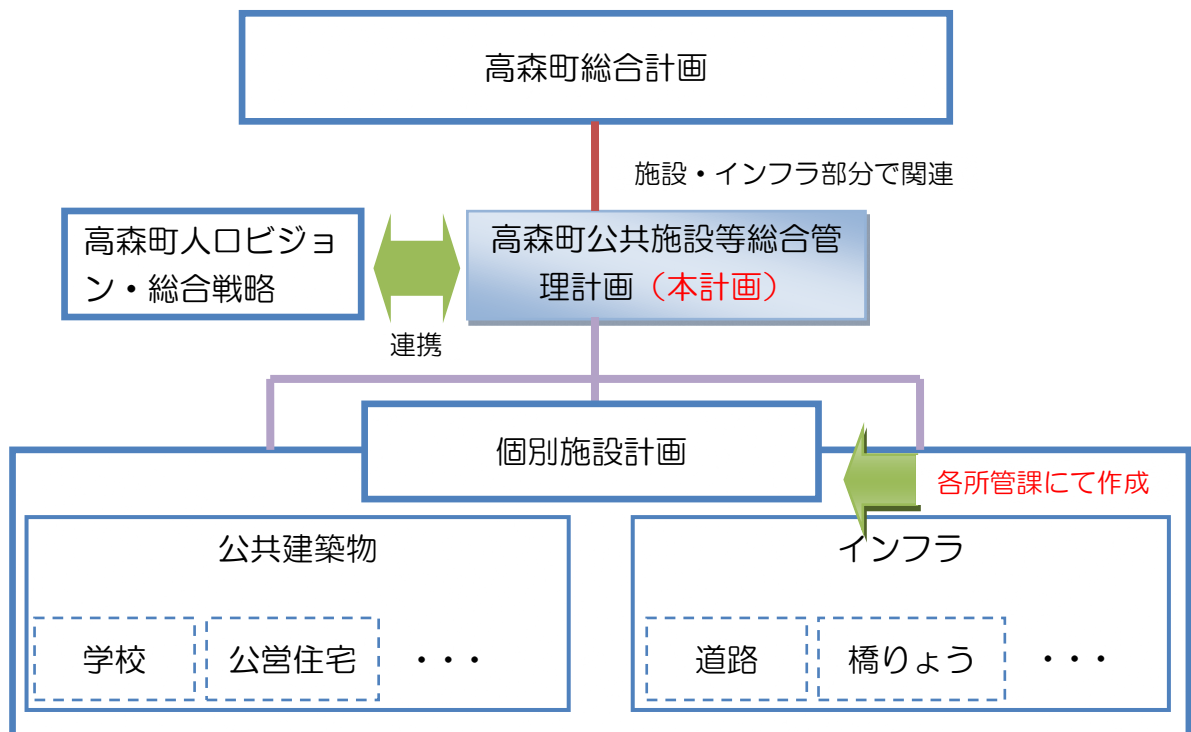 高森町総合計画
施設・インフラ部分で関連
高森町人口ビジョ
ン・総合戦略
高森町公共施設等総合管
理計画（本計画）
連携
個別施設計画
各所管課にて作成
公共建築物
インフラ
学校
公営住宅
・・・
道路
橋りょう
・・・